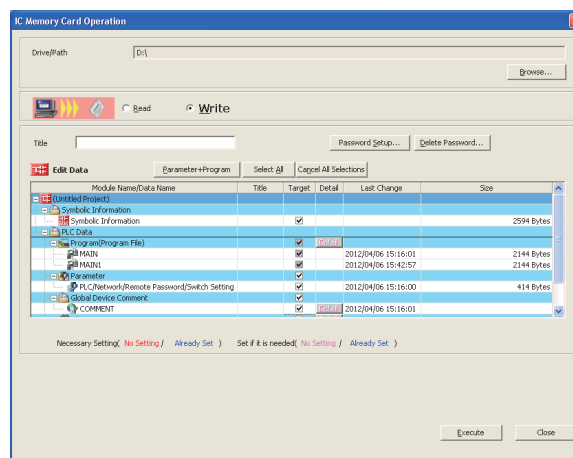 IC Memory Card Operation
Drive/Path D:\
Browse...
Read Write
Title Password Setup... Delete Password...
Edit Data Parameter+Program Select All Cancel All Selections
Module Name/Data Name Title Target Detail Last Change Size
(Untitled Project)
Symbolic Information
Symbolic Information 2594 Bytes
PLC Data
Program(Program File) Detail
MAIN 2012/04/06 15:16:01 2144 Bytes
MAIN1 2012/04/06 15:42:57 2144 Bytes
Parameter
PLC/Network/Remote Password/Switch Setting 2012/04/06 15:16:00 414 Bytes
Global Device Comment
COMMENT Detail 2012/04/06 15:16:01
Necessary Setting( No Setting / Already Set ) Set if it is needed( No Setting / Already Set )
Execute Close